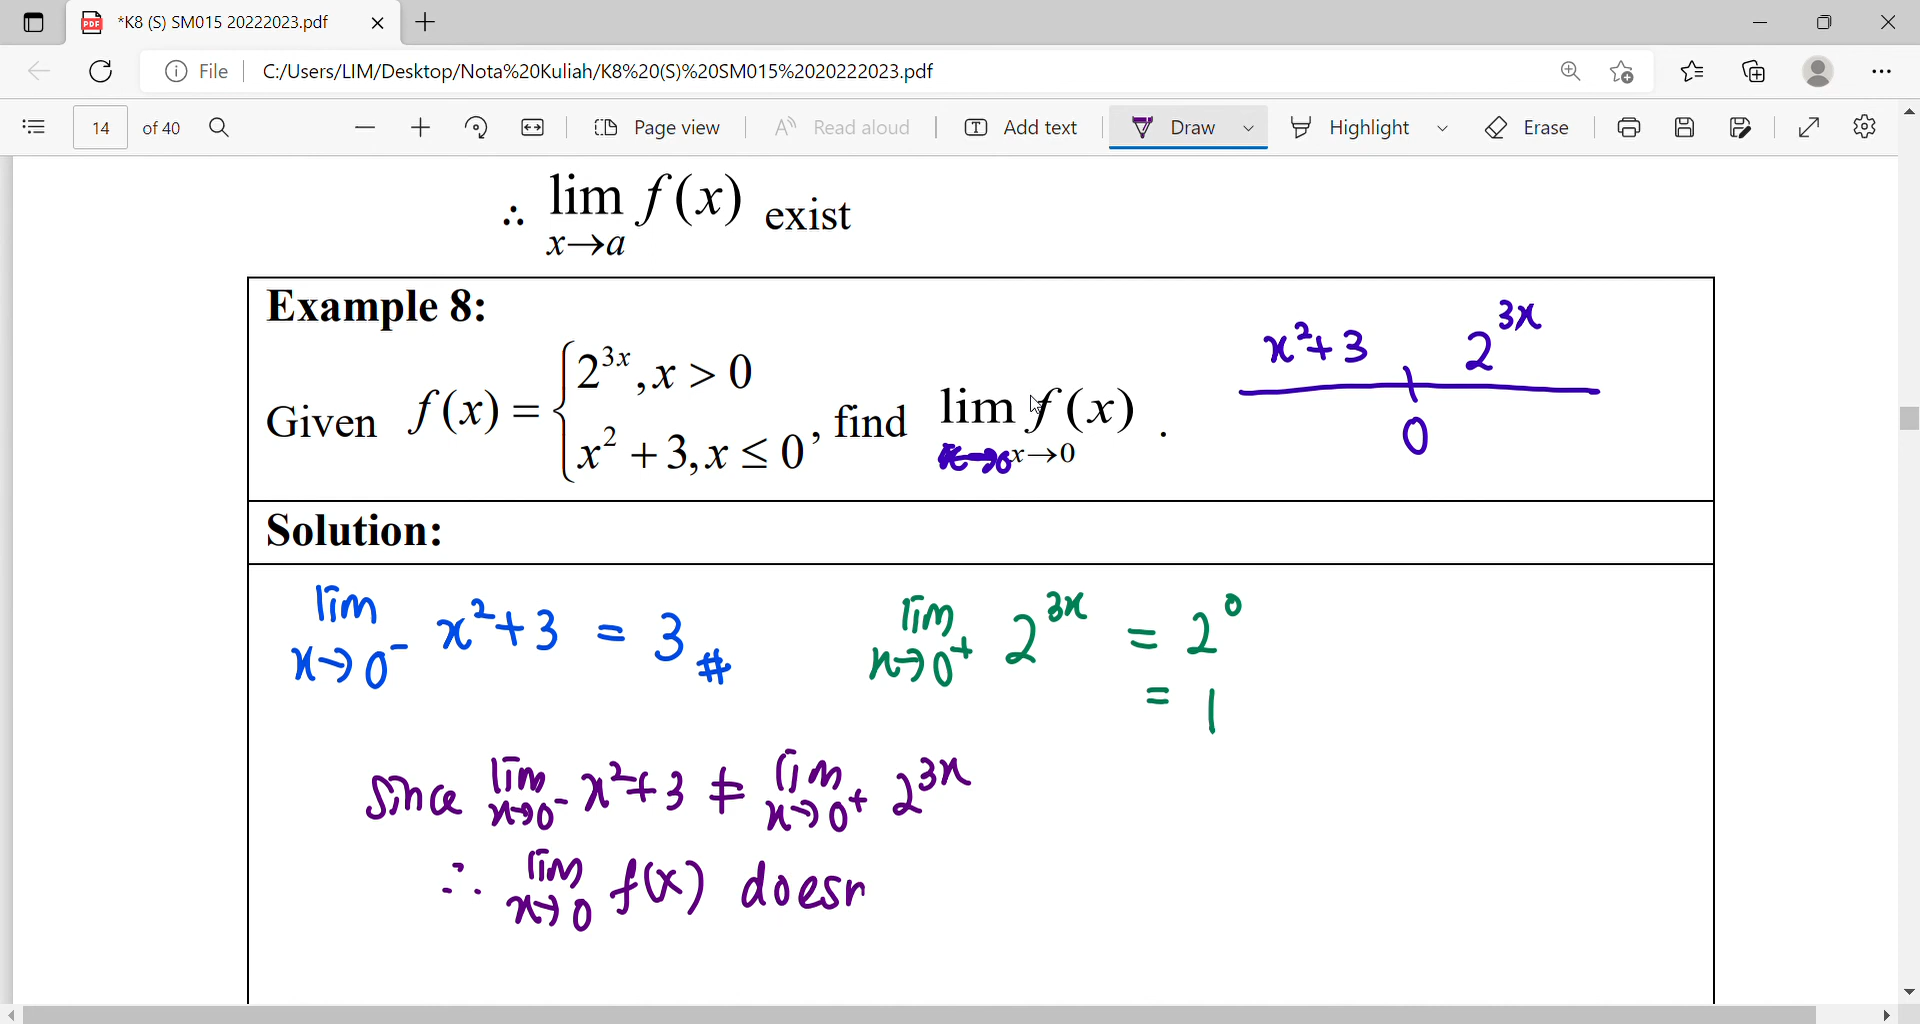 *K8 (S) SM015 20222023.pdf
File C:/Users/LIM/Desktop/Nota%20Kuliah/K8%20(S)%20SM015%2020222023.pdf
14 of 40 Page view Read aloud Add text Draw Highlight Erase
∴ lim f(x) exist
x→a
Example 8:
Given f(x) = { 2^{3x}, x > 0
x² + 3, x ≤ 0 , find lim f(x) .
x→0 x→0
x²+3 2^{3x}
0
Solution:
lim x²+3 = 3 #
x→0⁻
lim 2^{3x} = 2⁰
x→0⁺
= 1
Since lim x²+3 ≠ lim 2^{3x}
x→0⁻ x→0⁺
∴ lim f(x) doesn
x→0